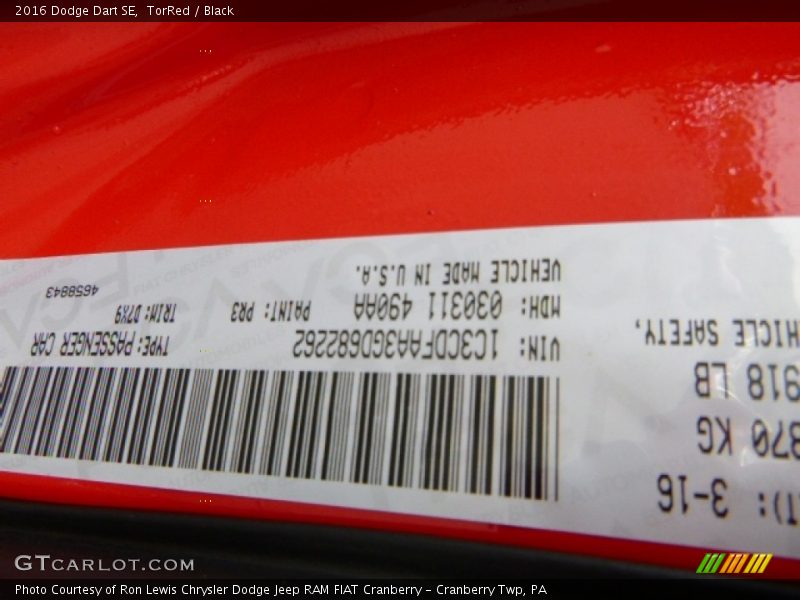 2016 Dodge Dart SE, TorRed / Black
T): 3-16
870 KG
918 LB
HICLE SAFETY,
VIN: 1C3CDFAA3GD682262 TYPE: PASSENGER CAR
MDH: 030311 490AA PAINT: PR3 TRIM: D7X9
VEHICLE MADE IN U.S.A. 4658843
GTCARLOT.COM
Photo Courtesy of Ron Lewis Chrysler Dodge Jeep RAM FIAT Cranberry - Cranberry Twp, PA